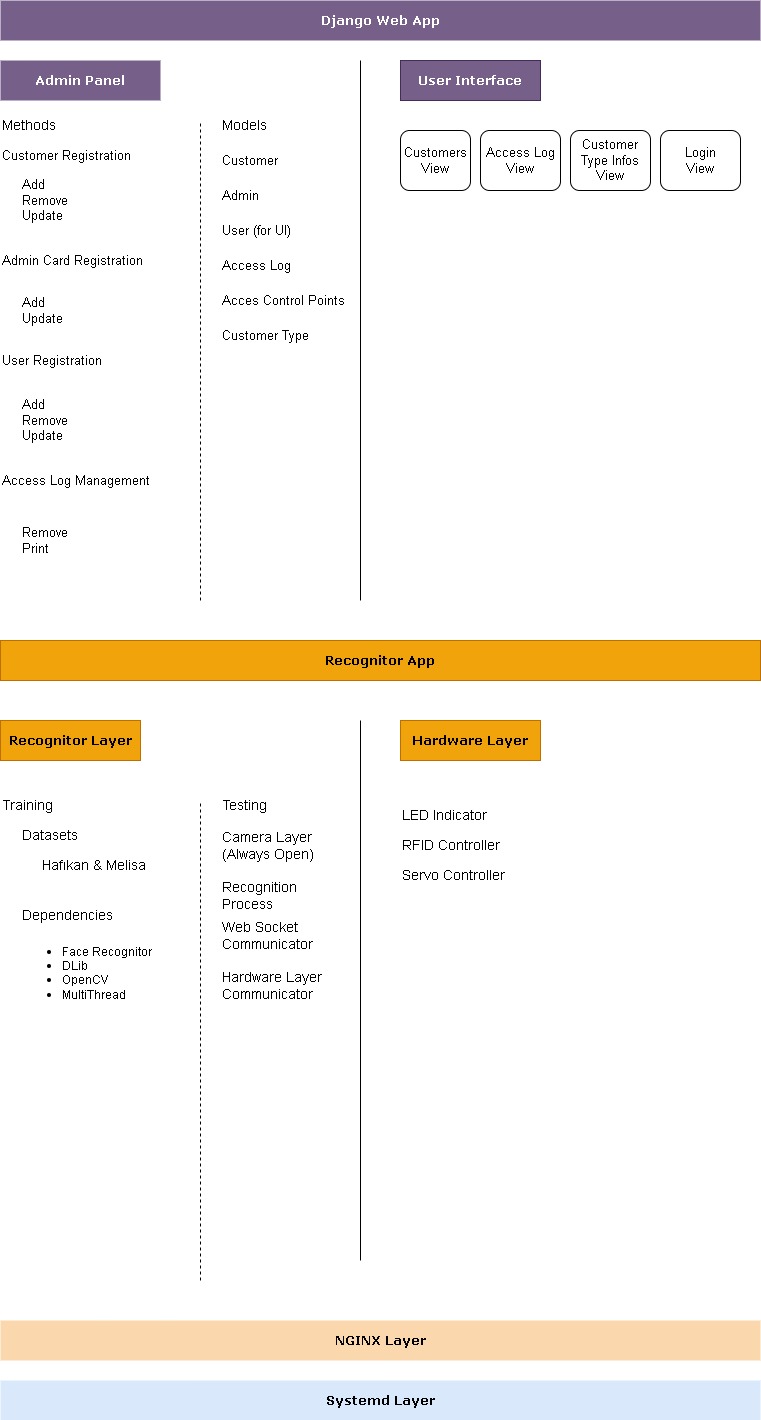 Django Web App
Admin Panel
Methods
Customer Registration
Add
Remove
Update
Admin Card Registration
Add
Update
User Registration
Add
Remove
Update
Access Log Management
Remove
Print
Models
Customer
Admin
User (for UI)
Access Log
Acces Control Points
Customer Type
User Interface
Customers
View
Access Log
View
Customer
Type Infos
View
Login
View
Recognitor App
Recognitor Layer
Training
Datasets
Hafıkan & Melisa
Dependencies
• Face Recognitor
• DLib
• OpenCV
• MultiThread
Testing
Camera Layer
(Always Open)
Recognition
Process
Web Socket
Communicator
Hardware Layer
Communicator
Hardware Layer
LED Indicator
RFID Controller
Servo Controller
NGINX Layer
Systemd Layer